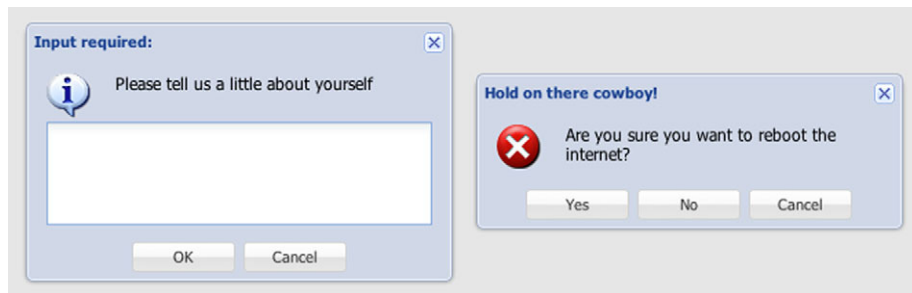 Input required:
Please tell us a little about yourself
OK
Cancel
Hold on there cowboy!
Are you sure you want to reboot the
internet?
Yes
No
Cancel